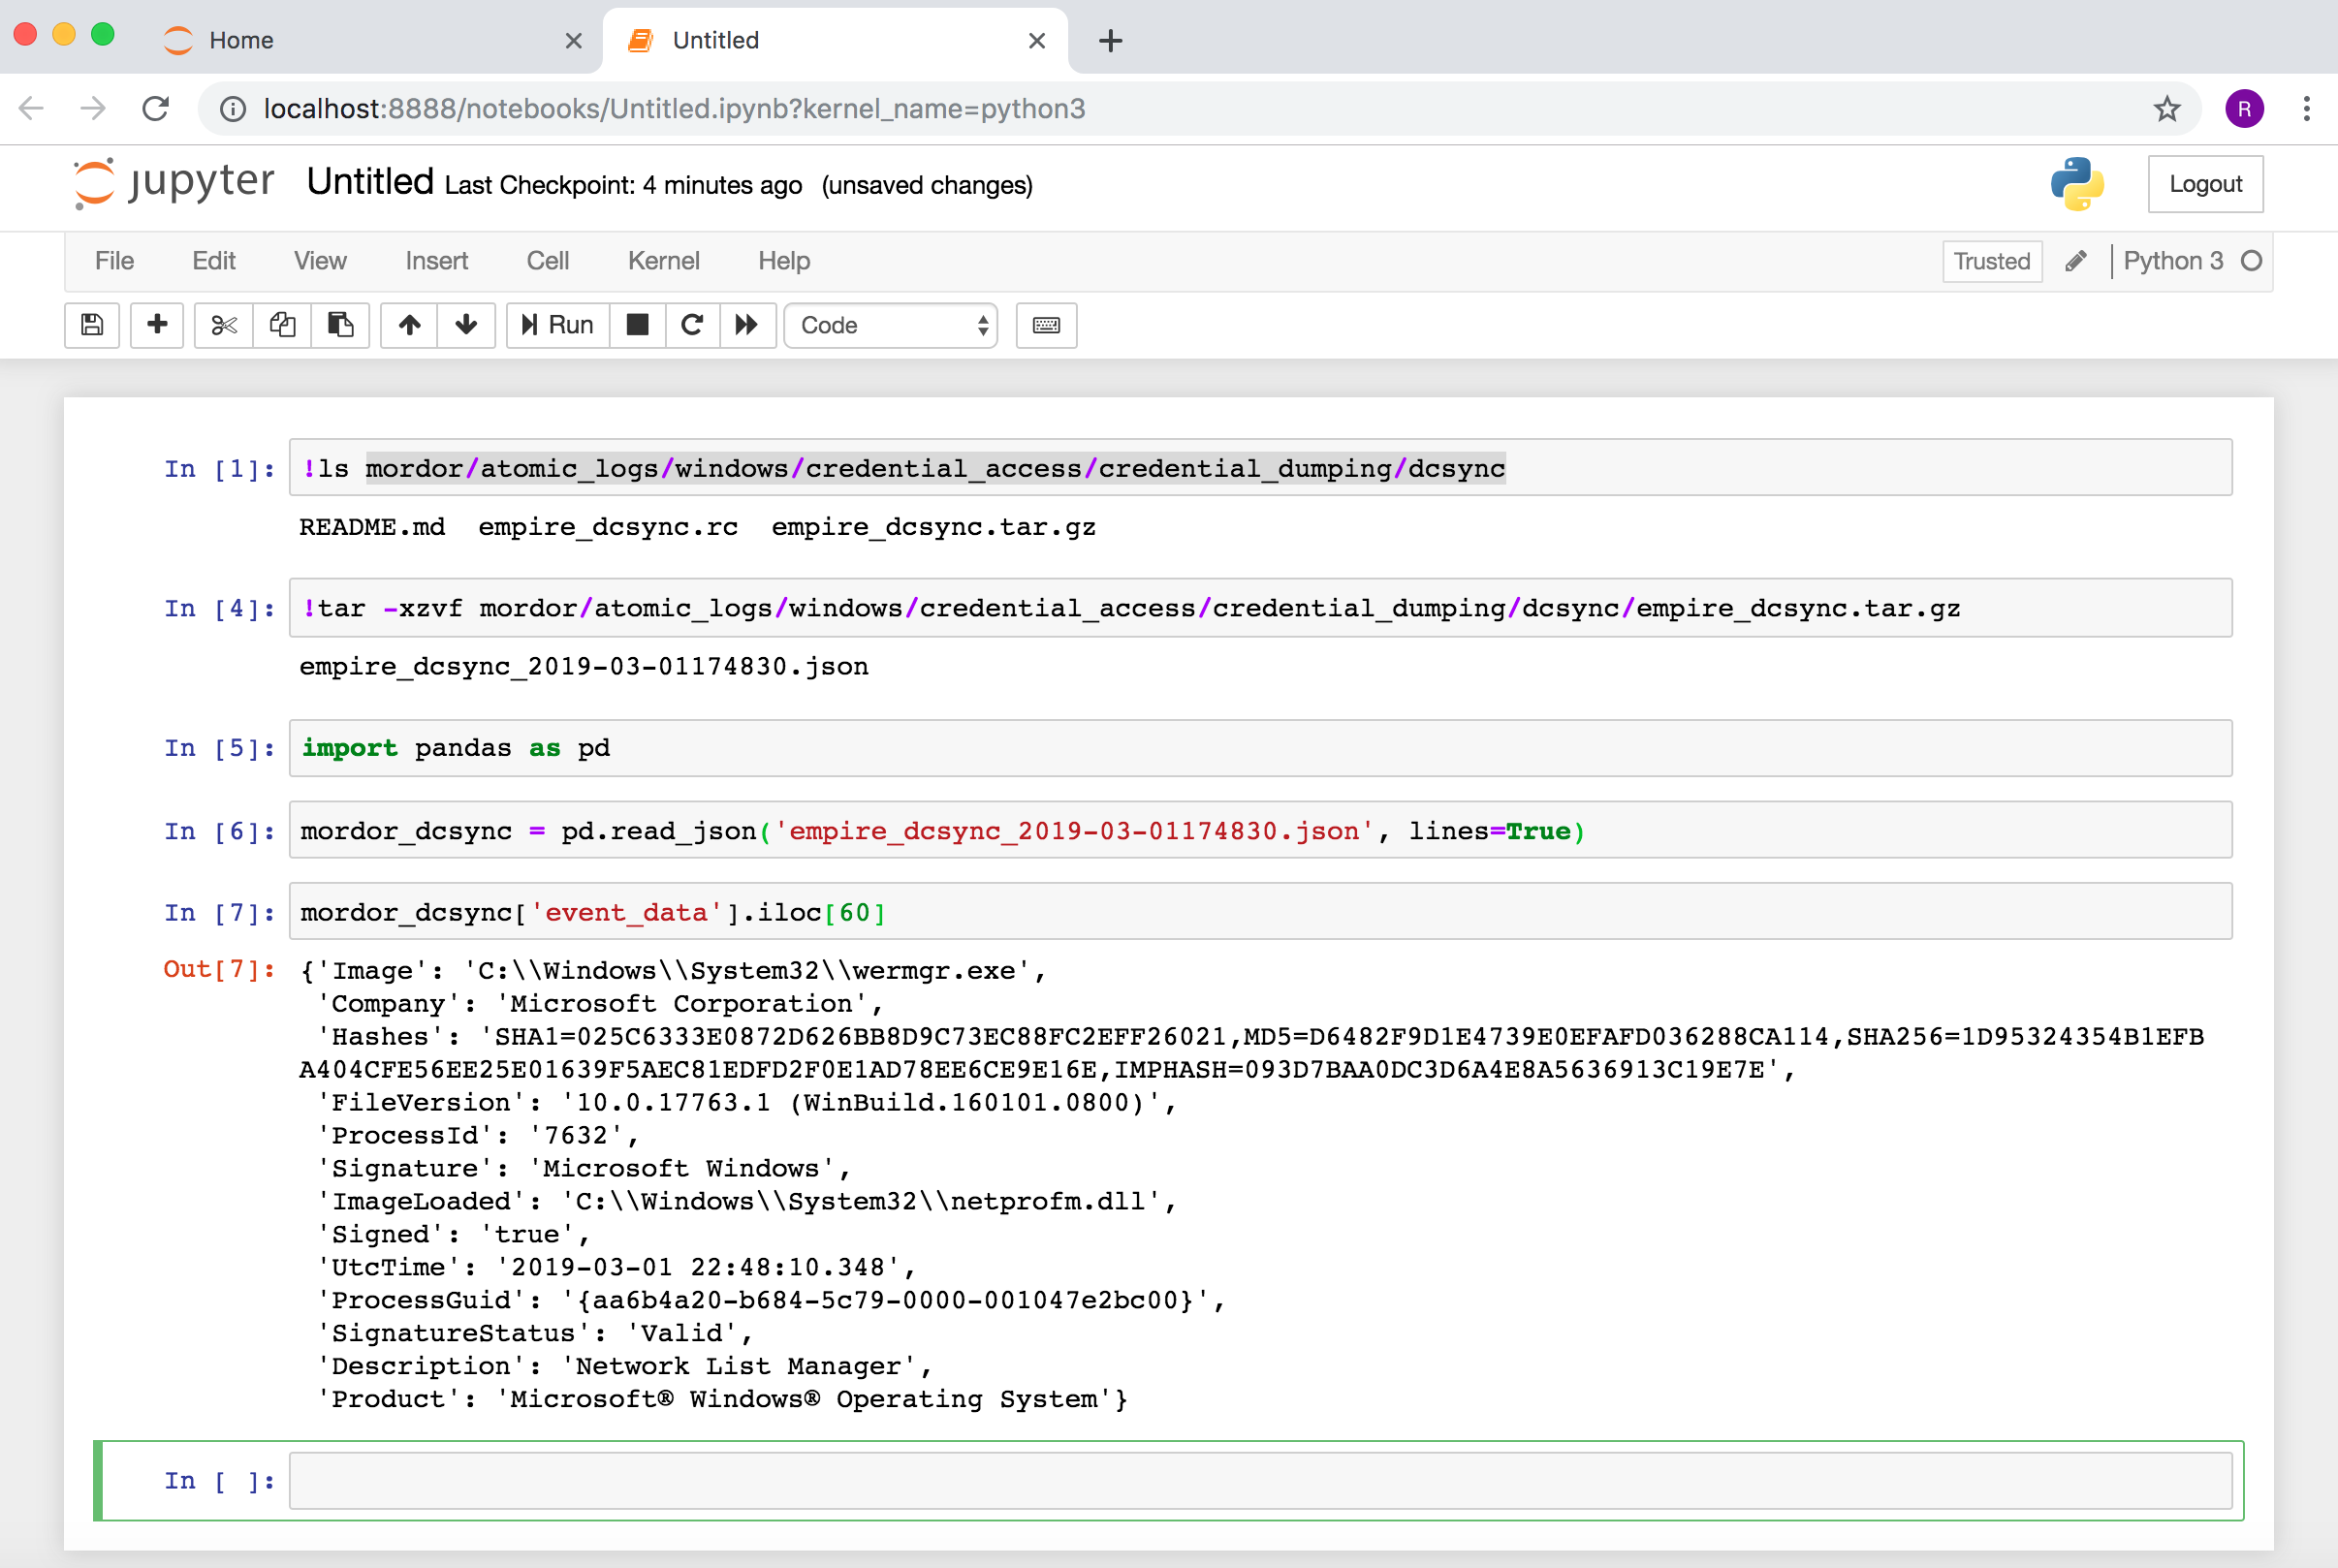 Home
Untitled
localhost:8888/notebooks/Untitled.ipynb?kernel_name=python3
R
jupyter Untitled Last Checkpoint: 4 minutes ago (unsaved changes)
Logout
File Edit View Insert Cell Kernel Help
Trusted Python 3
Run Code
In [1]: !ls mordor/atomic_logs/windows/credential_access/credential_dumping/dcsync
README.md empire_dcsync.rc empire_dcsync.tar.gz
In [4]: !tar -xzvf mordor/atomic_logs/windows/credential_access/credential_dumping/dcsync/empire_dcsync.tar.gz
empire_dcsync_2019-03-01174830.json
In [5]: import pandas as pd
In [6]: mordor_dcsync = pd.read_json('empire_dcsync_2019-03-01174830.json', lines=True)
In [7]: mordor_dcsync['event_data'].iloc[60]
Out[7]: {'Image': 'C:\\Windows\\System32\\wermgr.exe',
'Company': 'Microsoft Corporation',
'Hashes': 'SHA1=025C6333E0872D626BB8D9C73EC88FC2EFF26021,MD5=D6482F9D1E4739E0EFAFD036288CA114,SHA256=1D95324354B1EFB
A404CFE56EE25E01639F5AEC81EDFD2F0E1AD78EE6CE9E16E,IMPHASH=093D7BAA0DC3D6A4E8A5636913C19E7E',
'FileVersion': '10.0.17763.1 (WinBuild.160101.0800)',
'ProcessId': '7632',
'Signature': 'Microsoft Windows',
'ImageLoaded': 'C:\\Windows\\System32\\netprofm.dll',
'Signed': 'true',
'UtcTime': '2019-03-01 22:48:10.348',
'ProcessGuid': '{aa6b4a20-b684-5c79-0000-001047e2bc00}',
'SignatureStatus': 'Valid',
'Description': 'Network List Manager',
'Product': 'Microsoft® Windows® Operating System'}
In [ ]: